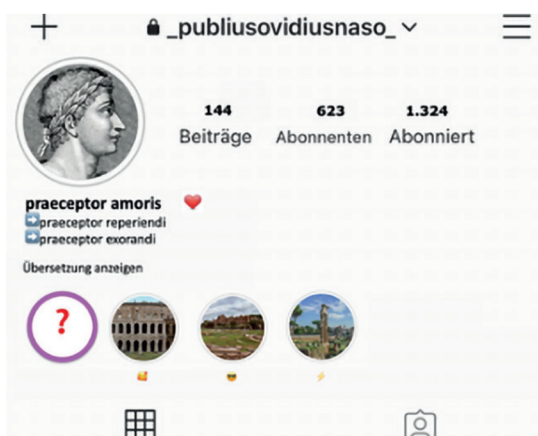 _publiusovidiusnaso_
144 623 1.324
Beiträge Abonnenten Abonniert
praeceptor amoris
praeceptor reperiendi
praeceptor exorandi
Übersetzung anzeigen
?